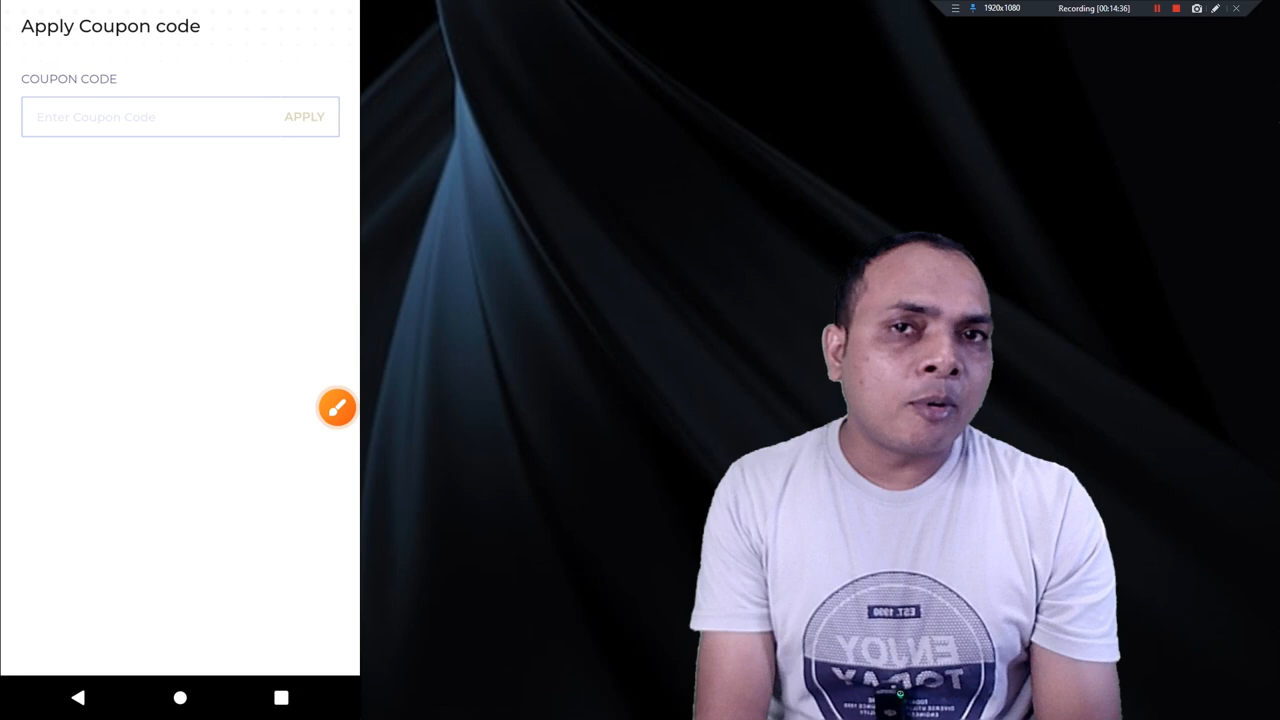 Apply Coupon code
COUPON CODE
Enter Coupon Code APPLY
1920x1080 Recording [00:14:36]
EST. 1990
ENJOY
TODAY